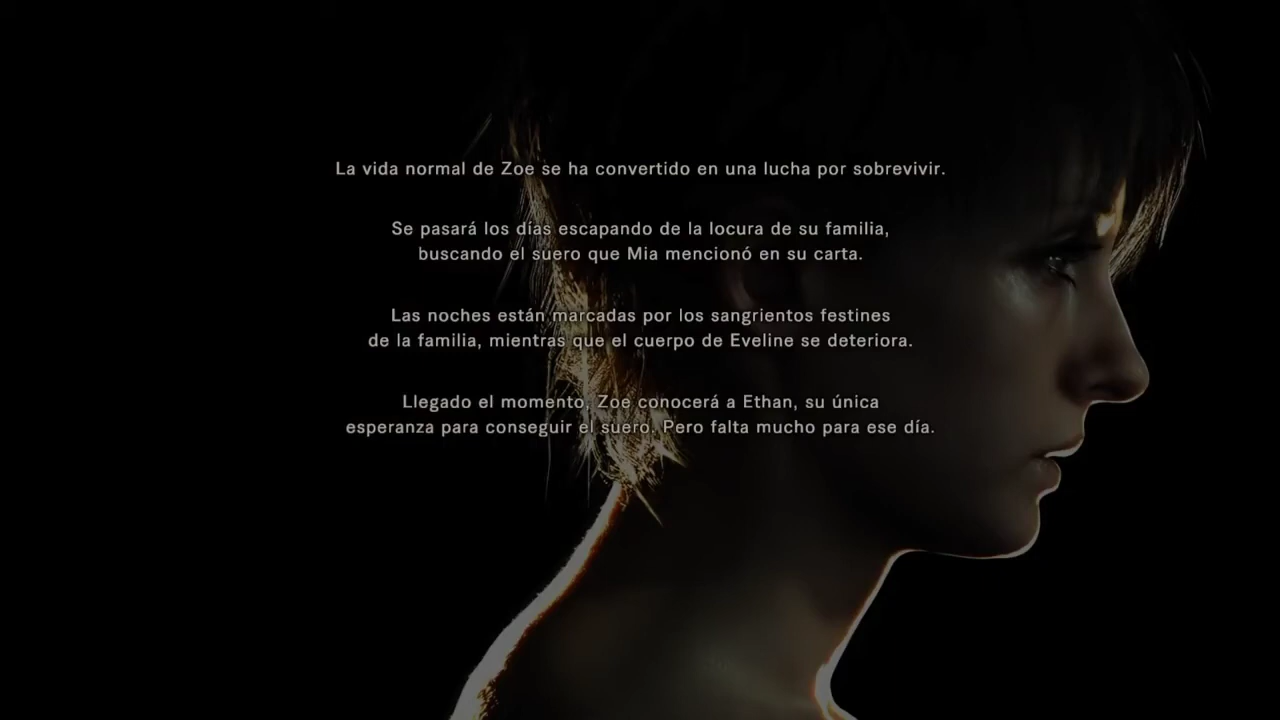 La vida normal de Zoe se ha convertido en una lucha por sobrevivir.
Se pasará los días escapando de la locura de su familia,
buscando el suero que Mia mencionó en su carta.
Las noches están marcadas por los sangrientos festines
de la familia, mientras que el cuerpo de Eveline se deteriora.
Llegado el momento, Zoe conocerá a Ethan, su única
esperanza para conseguir el suero. Pero falta mucho para ese día.